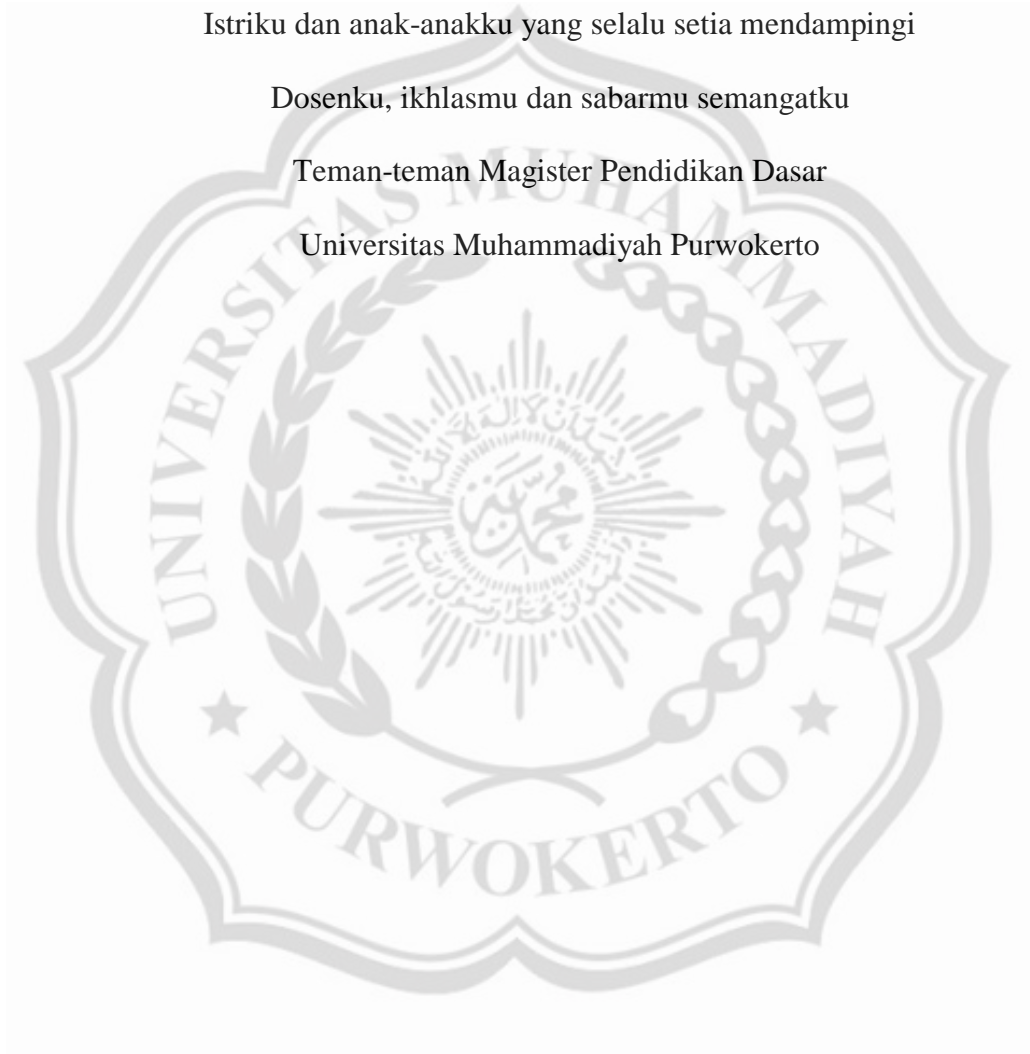 Istriku dan anak-anakku yang selalu setia mendampingi
Dosenku, ikhlasmu dan sabarmu semangatku
Teman-teman Magister Pendidikan Dasar
Universitas Muhammadiyah Purwokerto
UNIVERSITAS MUHAMMADIYAH
PURWOKERTO